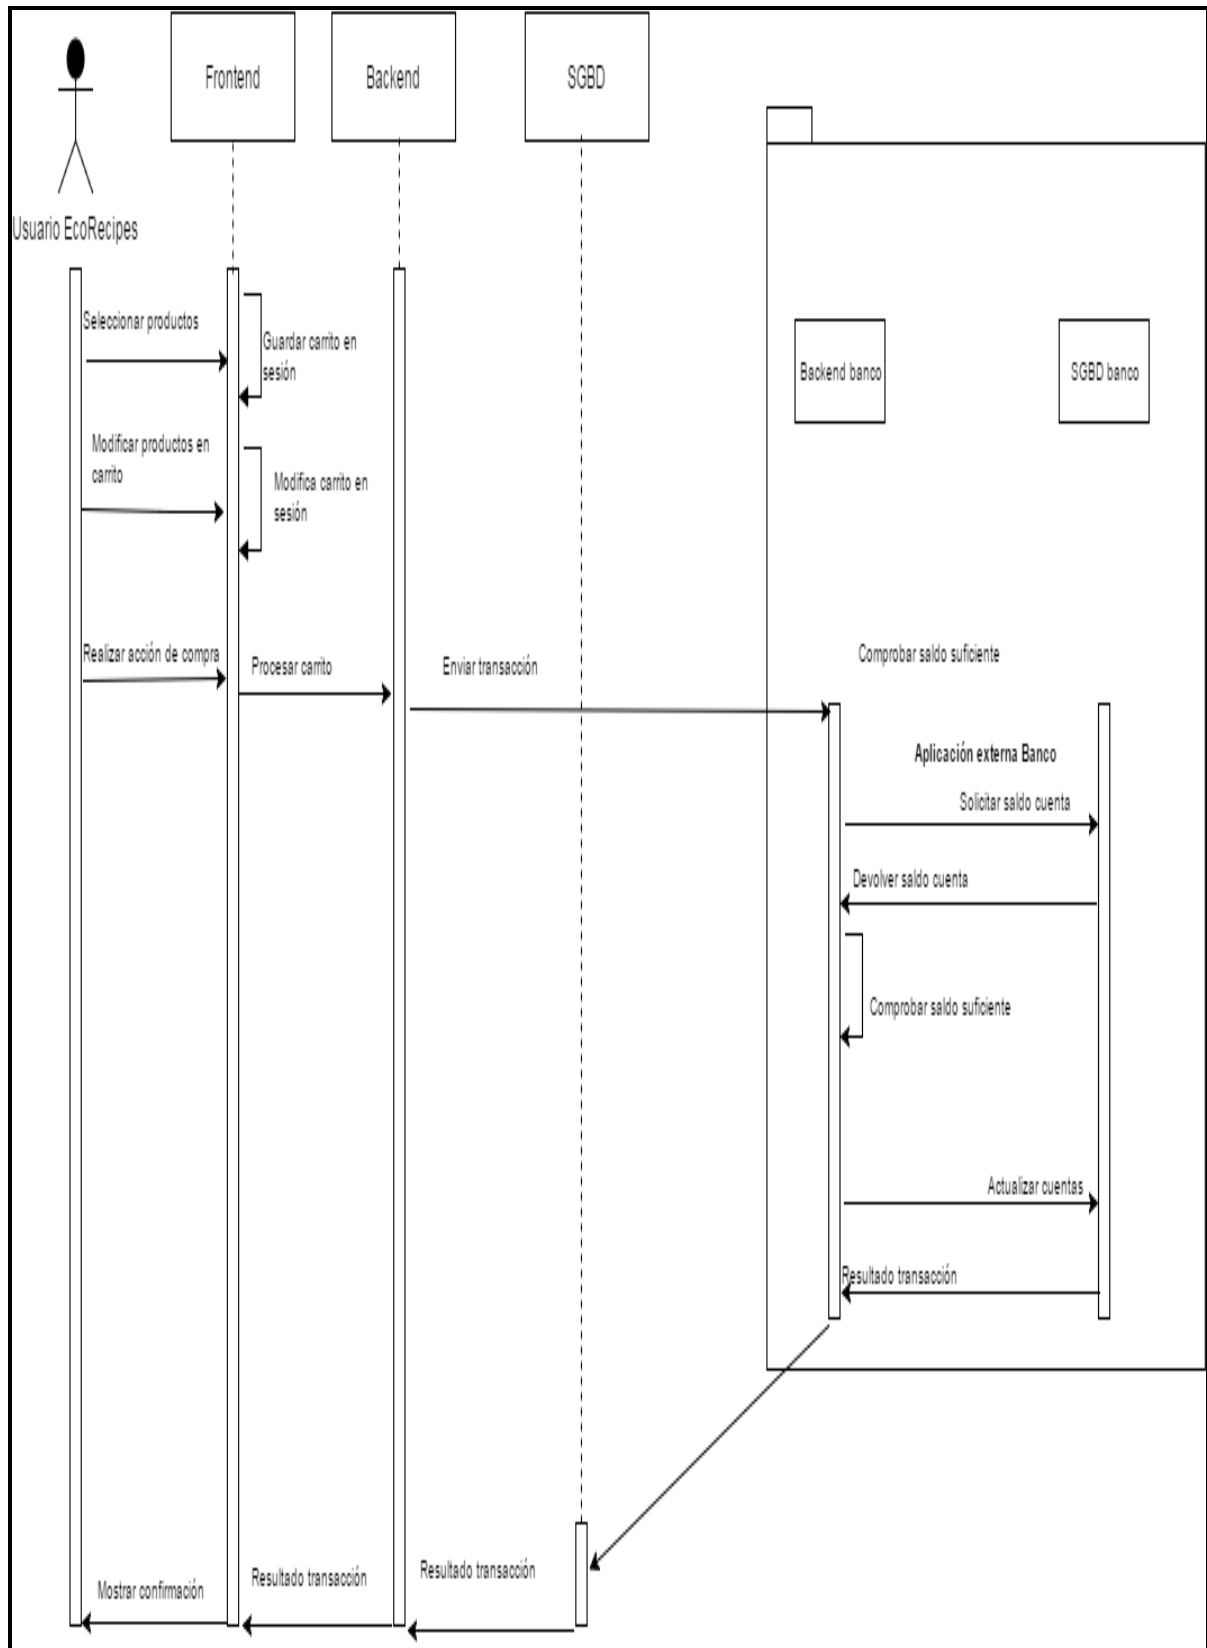 Frontend
Backend
SGBD
Usuario EcoRecipes
Seleccionar productos
Guardar carrito en
sesión
Backend banco
SGBD banco
Modificar productos en
carrito
Modifica carrito en
sesión
Realizar acción de compra
Procesar carrito
Enviar transacción
Comprobar saldo suficiente
Aplicación externa Banco
Solicitar saldo cuenta
Devolver saldo cuenta
Comprobar saldo suficiente
Actualizar cuentas
Resultado transacción
Resultado transacción
Resultado transacción
Mostrar confirmación